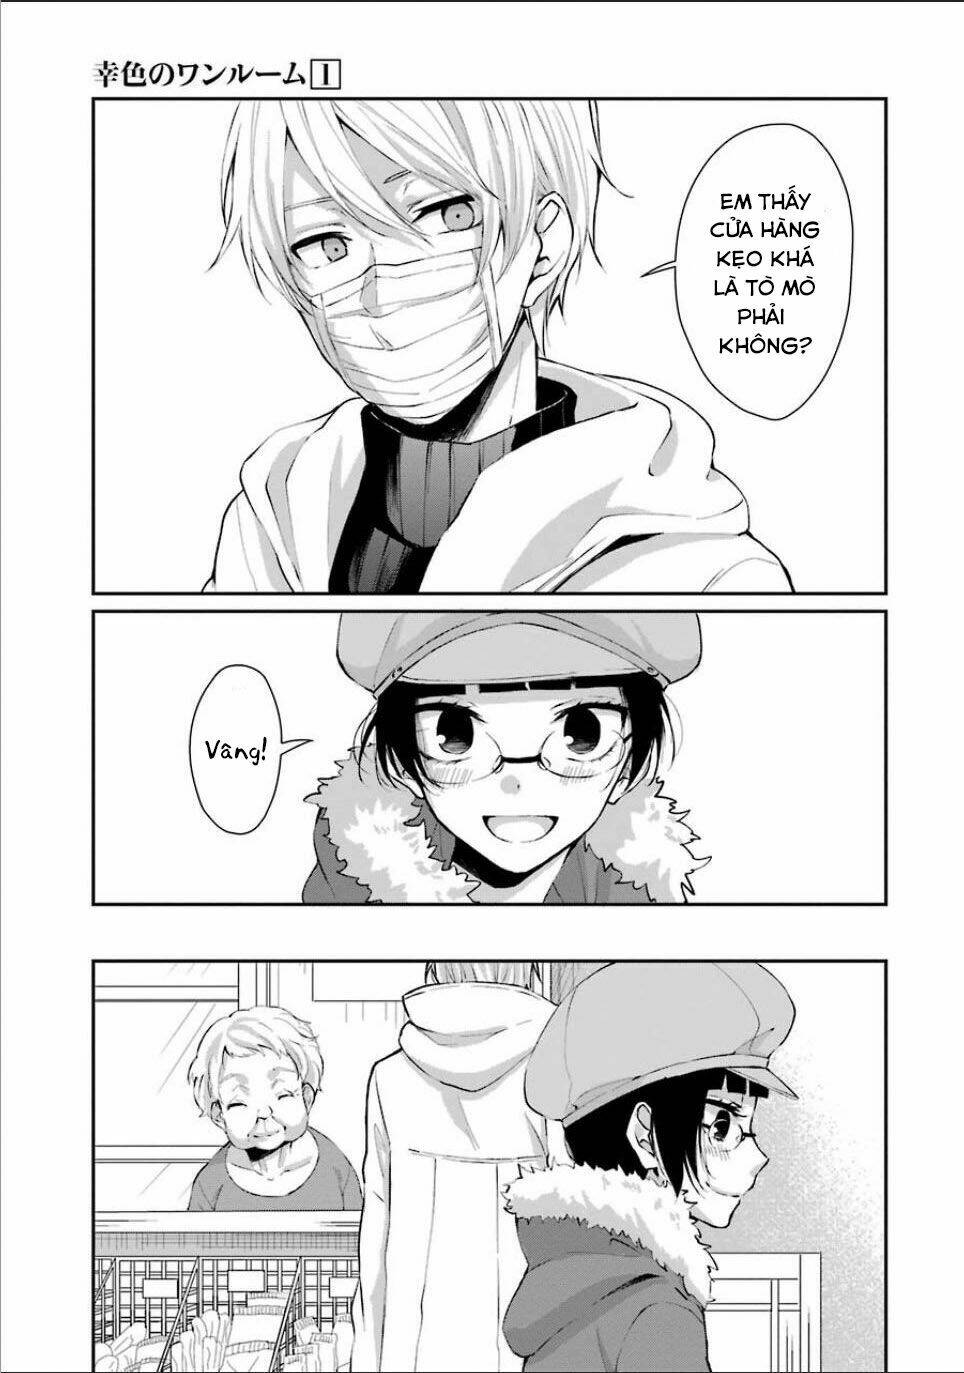 幸色のワンルーム 1
EM THẤY
CỬA HÀNG
KẸO KHÁ
LÀ TÒ MÒ
PHẢI
KHÔNG?
Vâng!